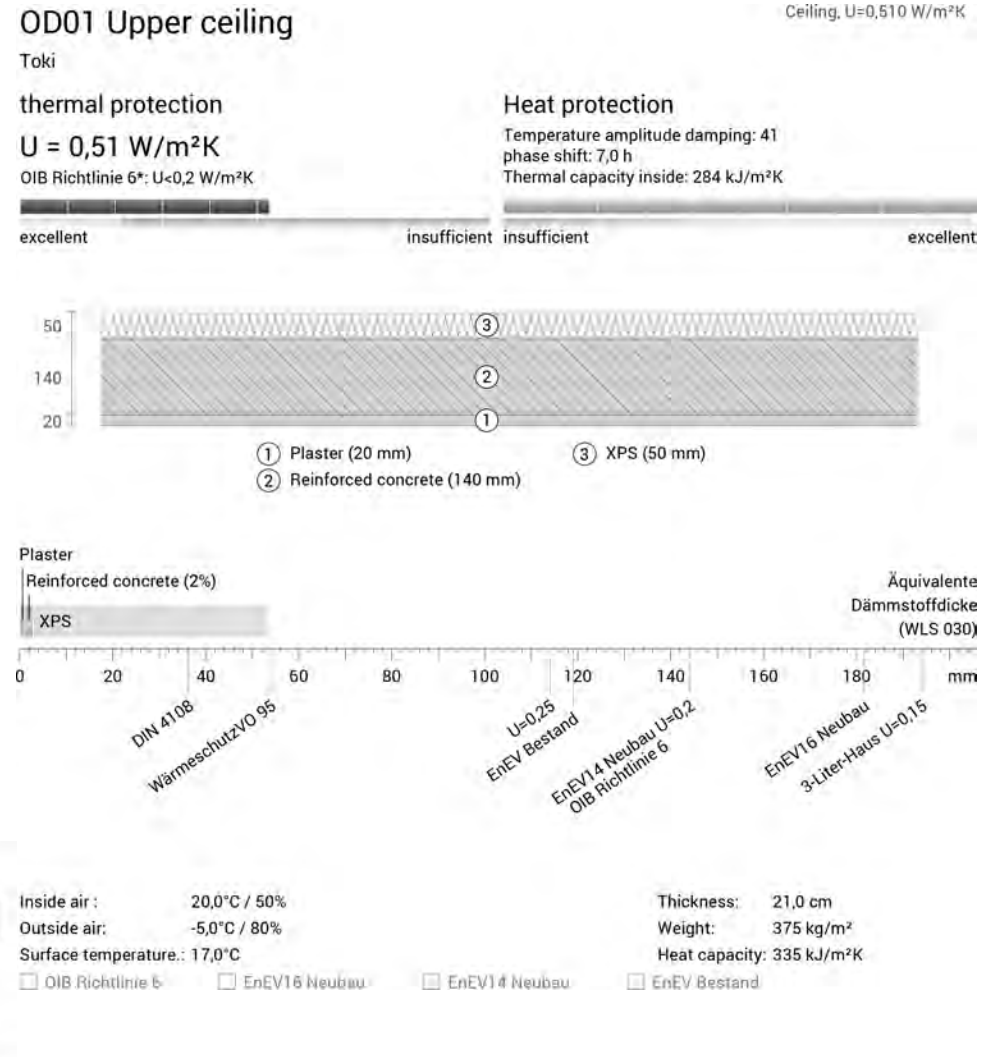 OD01 Upper ceiling
Ceiling, U=0,510 W/m²K
Toki
thermal protection
U = 0,51 W/m²K
OIB Richtlinie 6*: U<0,2 W/m²K
excellent
insufficient
Heat protection
Temperature amplitude damping: 41
phase shift: 7,0 h
Thermal capacity inside: 284 kJ/m²K
insufficient
excellent
50
140
20
3
2
1
1 Plaster (20 mm)
2 Reinforced concrete (140 mm)
3 XPS (50 mm)
Plaster
Reinforced concrete (2%)
XPS
Äquivalente
Dämmstoffdicke
(WLS 030)
0 20 40 60 80 100 120 140 160 180 mm
DIN 4108
WärmeschutzVO 95
U=0,25
EnEV Bestand
EnEV14 Neubau U=0,2
OIB Richtlinie 6
EnEV16 Neubau
3-Liter-Haus U=0,15
Inside air : 20,0°C / 50%
Outside air: -5,0°C / 80%
Surface temperature.: 17,0°C
Thickness: 21,0 cm
Weight: 375 kg/m²
Heat capacity: 335 kJ/m²K
OIB Richtlinie 6 EnEV16 Neubau EnEV14 Neubau EnEV Bestand